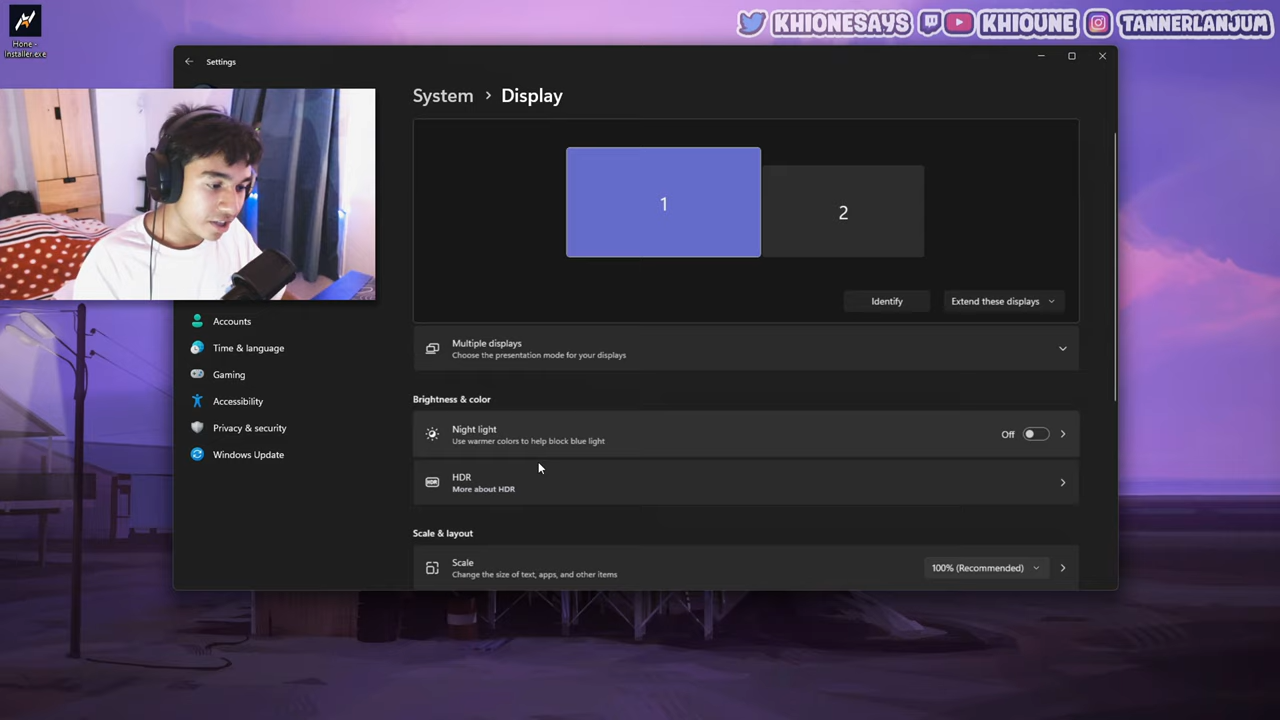 KHIONESAYS KHIOUNE TANNERLANJUM
Hone -
Installer.exe
Settings
System > Display
1
2
Identify
Extend these displays
Multiple displays
Choose the presentation mode for your displays
Accounts
Time & language
Gaming
Accessibility
Privacy & security
Windows Update
Brightness & color
Night light
Use warmer colors to help block blue light
Off
HDR
HDR
More about HDR
Scale & layout
Scale
Change the size of text, apps, and other items
100% (Recommended)